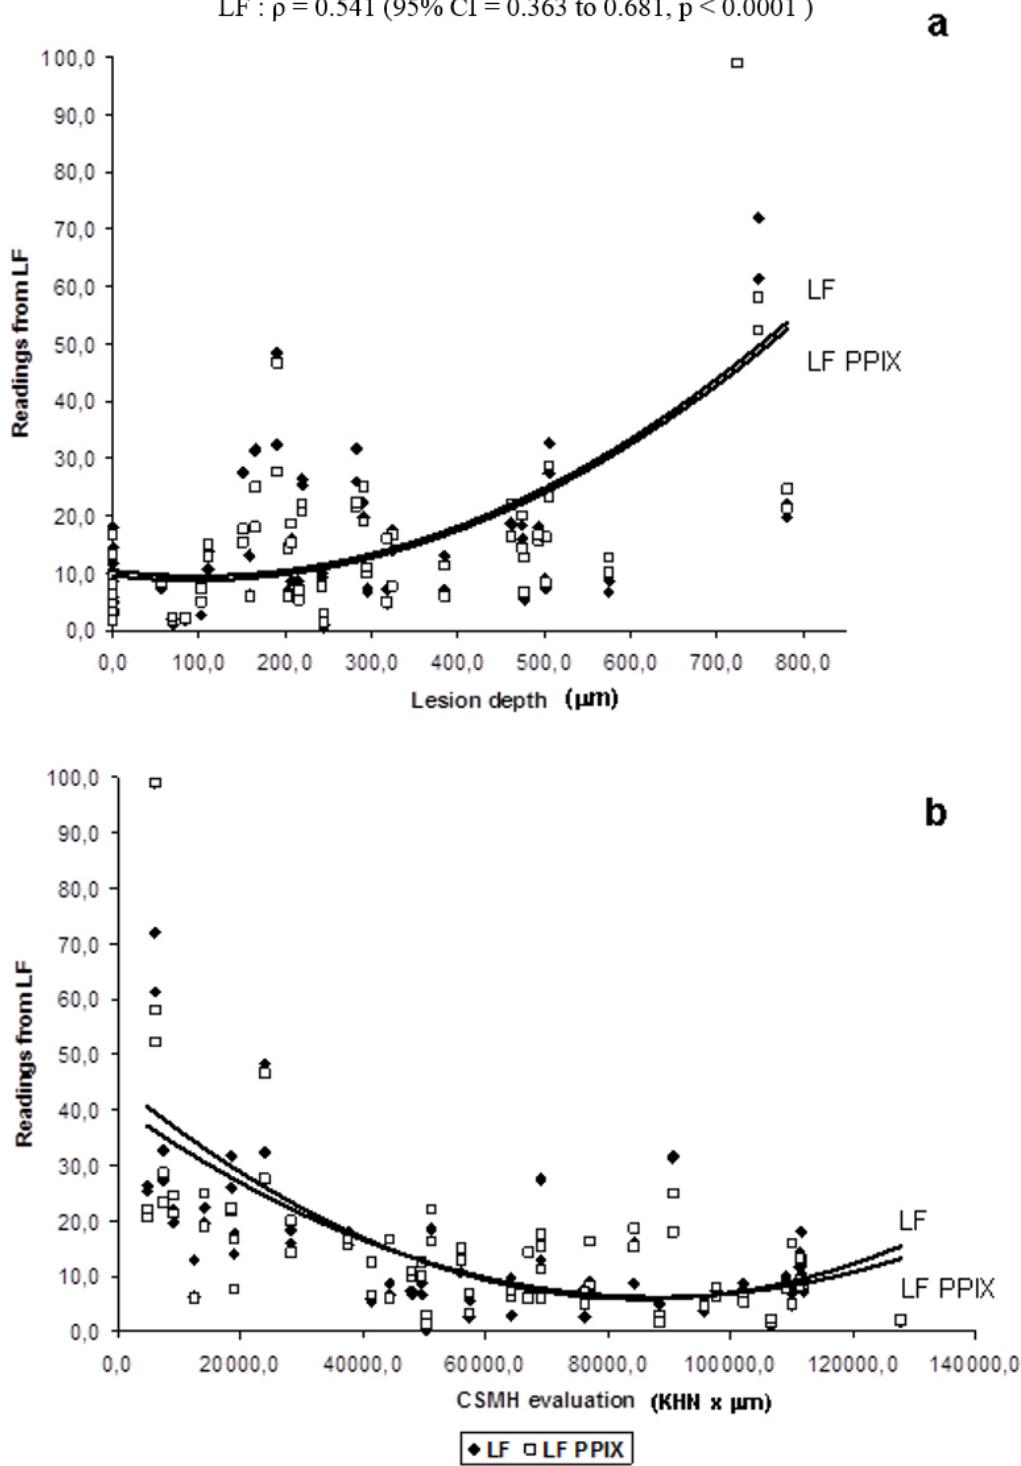 LF : ρ = 0.541 (95% CI = 0.363 to 0.681, p < 0.0001 )
a
100,0
90,0
80,0
70,0
60,0
50,0
40,0
30,0
20,0
10,0
0,0
Readings from LF
LF
LF PPIX
0,0 100,0 200,0 300,0 400,0 500,0 600,0 700,0 800,0
Lesion depth (µm)
b
100,0
90,0
80,0
70,0
60,0
50,0
40,0
30,0
20,0
10,0
0,0
Readings from LF
LF
LF PPIX
0,0 20000,0 40000,0 60000,0 80000,0 100000,0 120000,0 140000,0
CSMH evaluation (KHN x µm)
LF LF PPIX